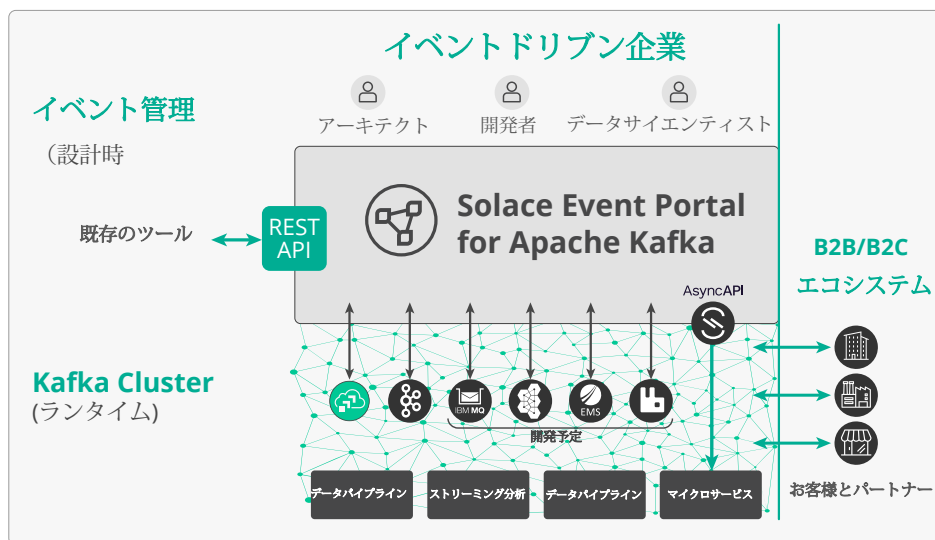 イベントドリブン企業
イベント管理
（設計時
アーキテクト
開発者
データサイエンティスト
Solace Event Portal
for Apache Kafka
REST
API
既存のツール
AsyncAPI
B2B/B2C
エコシステム
Kafka Cluster
(ランタイム)
IBM MQ
EMS
開発予定
データパイプライン
ストリーミング分析
データパイプライン
マイクロサービス
お客様とパートナー